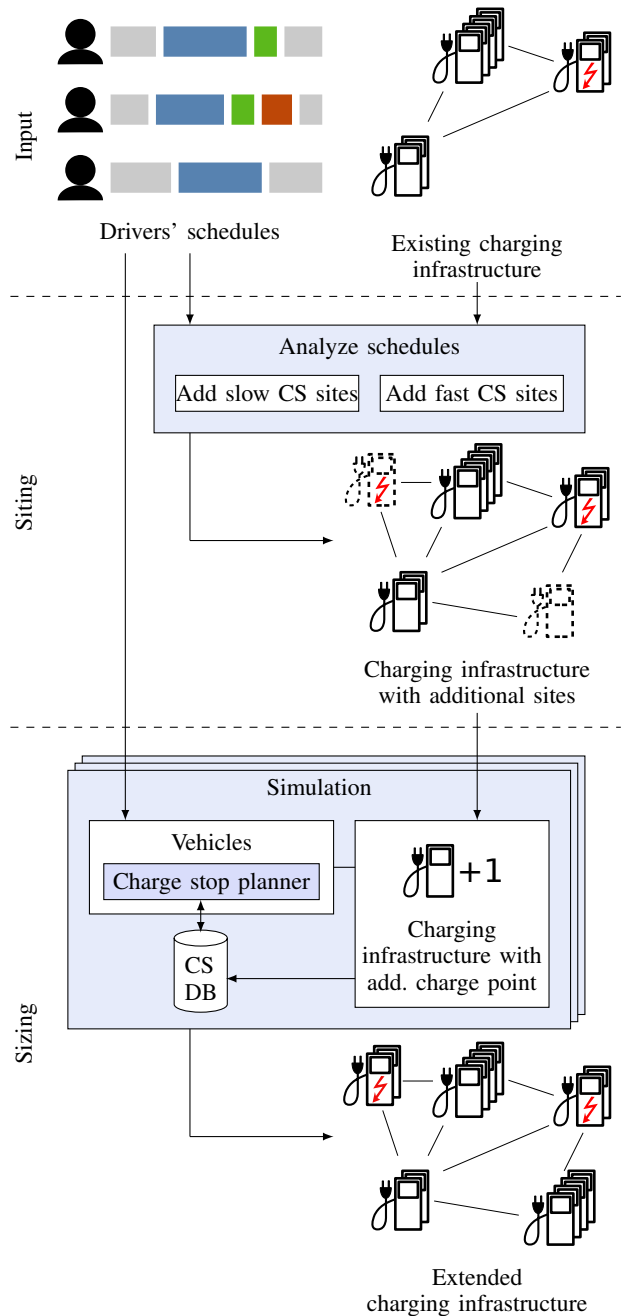 Input
Drivers’ schedules
Existing charging
infrastructure
Siting
Analyze schedules
Add slow CS sites
Add fast CS sites
Charging infrastructure
with additional sites
Sizing
Simulation
Vehicles
Charge stop planner
CS
DB
+1
Charging
infrastructure with
add. charge point
Extended
charging infrastructure